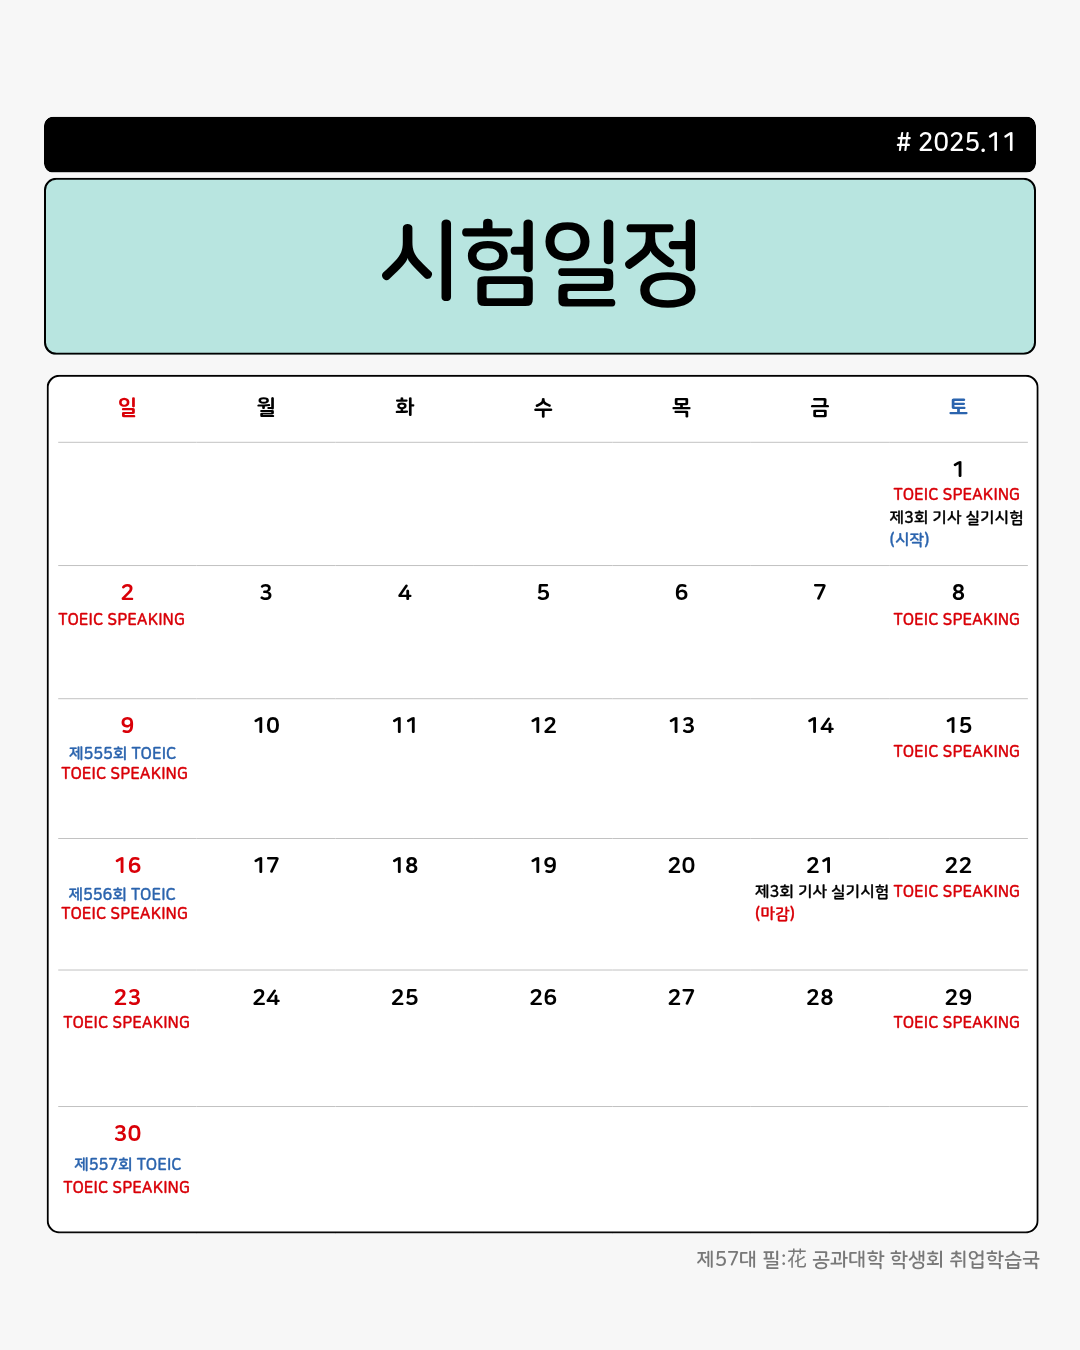 # 2025.11
시험일정
일 월 화 수 목 금 토
1
TOEIC SPEAKING
제3회 기사 실기시험
(시작)
2 3 4 5 6 7 8
TOEIC SPEAKING TOEIC SPEAKING
9 10 11 12 13 14 15
제555회 TOEIC TOEIC SPEAKING
TOEIC SPEAKING
16 17 18 19 20 21 22
제556회 TOEIC 제3회 기사 실기시험 TOEIC SPEAKING
TOEIC SPEAKING (마감)
23 24 25 26 27 28 29
TOEIC SPEAKING TOEIC SPEAKING
30
제557회 TOEIC
TOEIC SPEAKING
제57대 필:花 공과대학 학생회 취업학습국